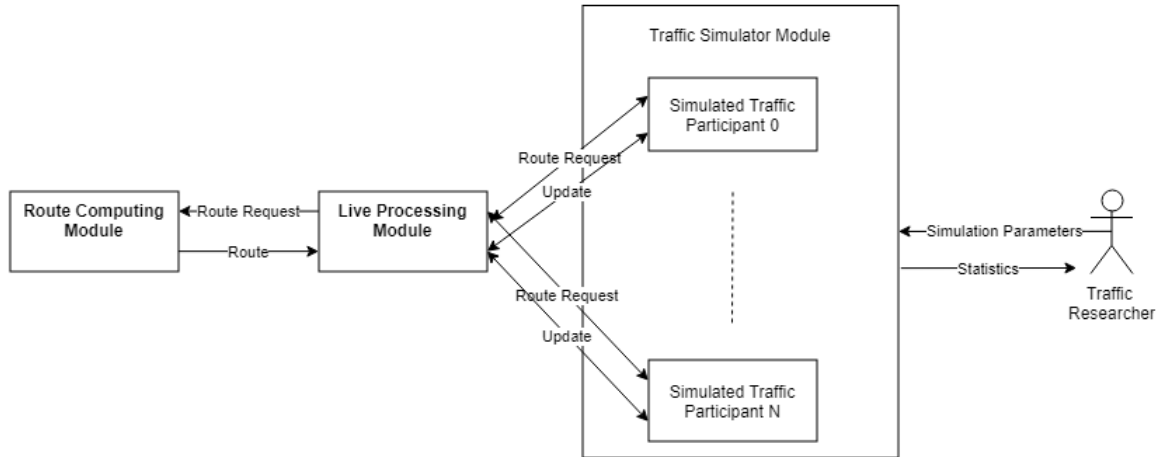 Traffic Simulator Module
Simulated Traffic
Participant 0
Route Request
Update
Route Computing
Module
Route Request
Route
Live Processing
Module
Simulation Parameters
Statistics
Traffic
Researcher
Route Request
Update
Simulated Traffic
Participant N